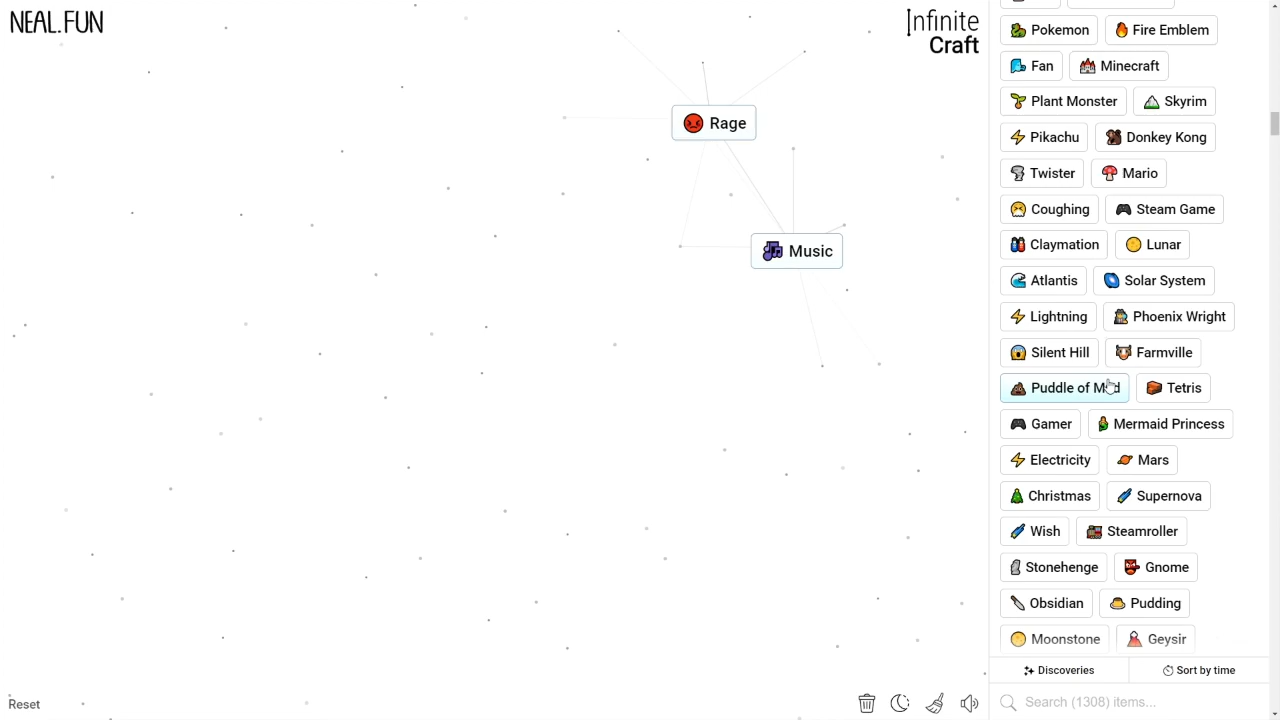 NEAL.FUN
Infinite
Craft
Rage
Music
Pokemon
Fire Emblem
Fan
Minecraft
Plant Monster
Skyrim
Pikachu
Donkey Kong
Twister
Mario
Coughing
Steam Game
Claymation
Lunar
Atlantis
Solar System
Lightning
Phoenix Wright
Silent Hill
Farmville
Puddle of Mud
Tetris
Gamer
Mermaid Princess
Electricity
Mars
Christmas
Supernova
Wish
Steamroller
Stonehenge
Gnome
Obsidian
Pudding
Moonstone
Geysir
Discoveries
Sort by time
Search (1308) items...
Reset